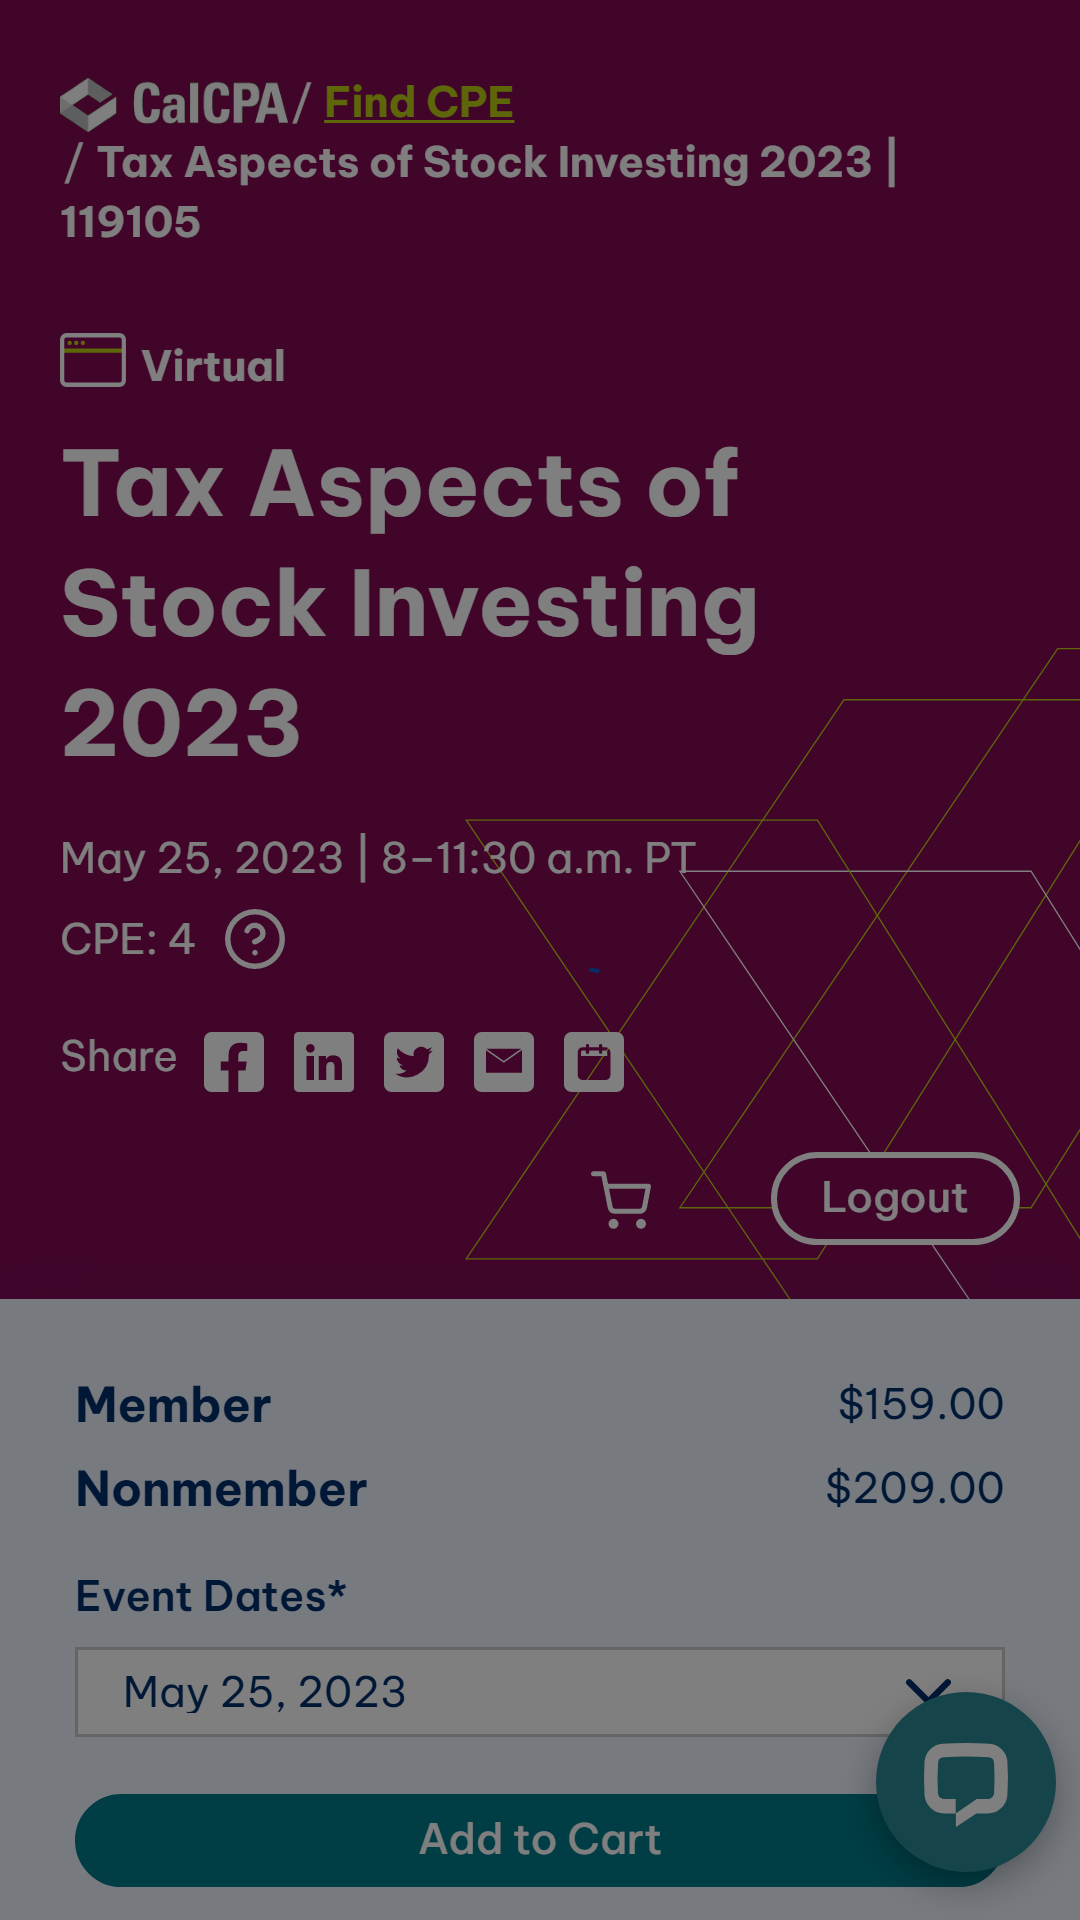 CalCPA / Find CPE
/ Tax Aspects of Stock Investing 2023 |
119105
Virtual
Tax Aspects of
Stock Investing
2023
May 25, 2023 | 8–11:30 a.m. PT
CPE: 4 ?
Share
Logout
Member $159.00
Nonmember $209.00
Event Dates*
May 25, 2023
Add to Cart